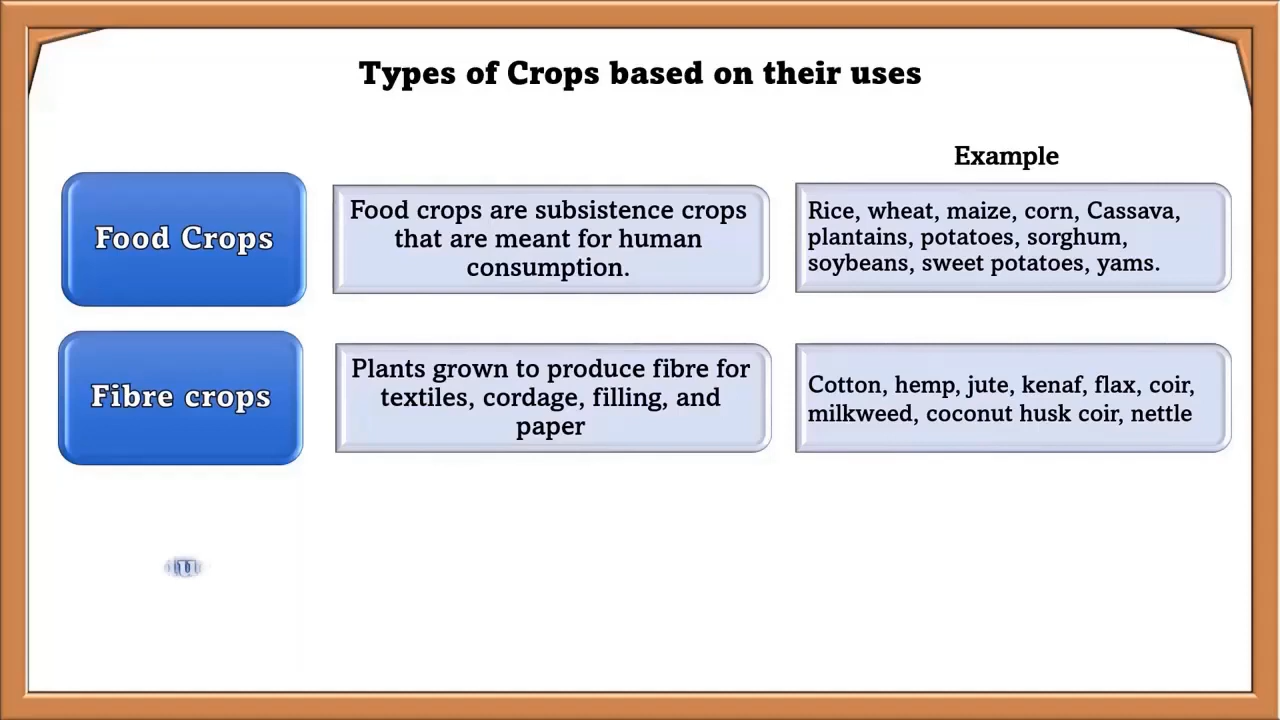 Types of Crops based on their uses
Example
Food Crops
Food crops are subsistence crops
that are meant for human
consumption.
Rice, wheat, maize, corn, Cassava,
plantains, potatoes, sorghum,
soybeans, sweet potatoes, yams.
Fibre crops
Plants grown to produce fibre for
textiles, cordage, filling, and
paper
Cotton, hemp, jute, kenaf, flax, coir,
milkweed, coconut husk coir, nettle